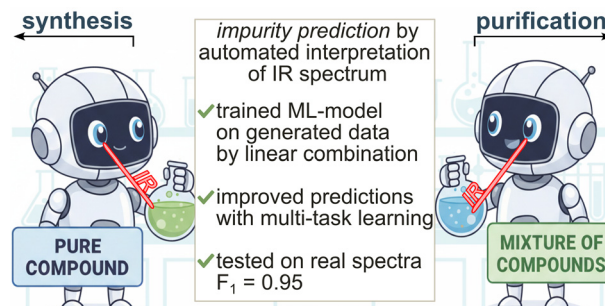 synthesis
impurity prediction by
automated interpretation
of IR spectrum
trained ML-model
on generated data
by linear combination
improved predictions
with multi-task learning
tested on real spectra
F₁ = 0.95
IR
PURE
COMPOUND
purification
IR
MIXTURE OF
COMPOUNDS